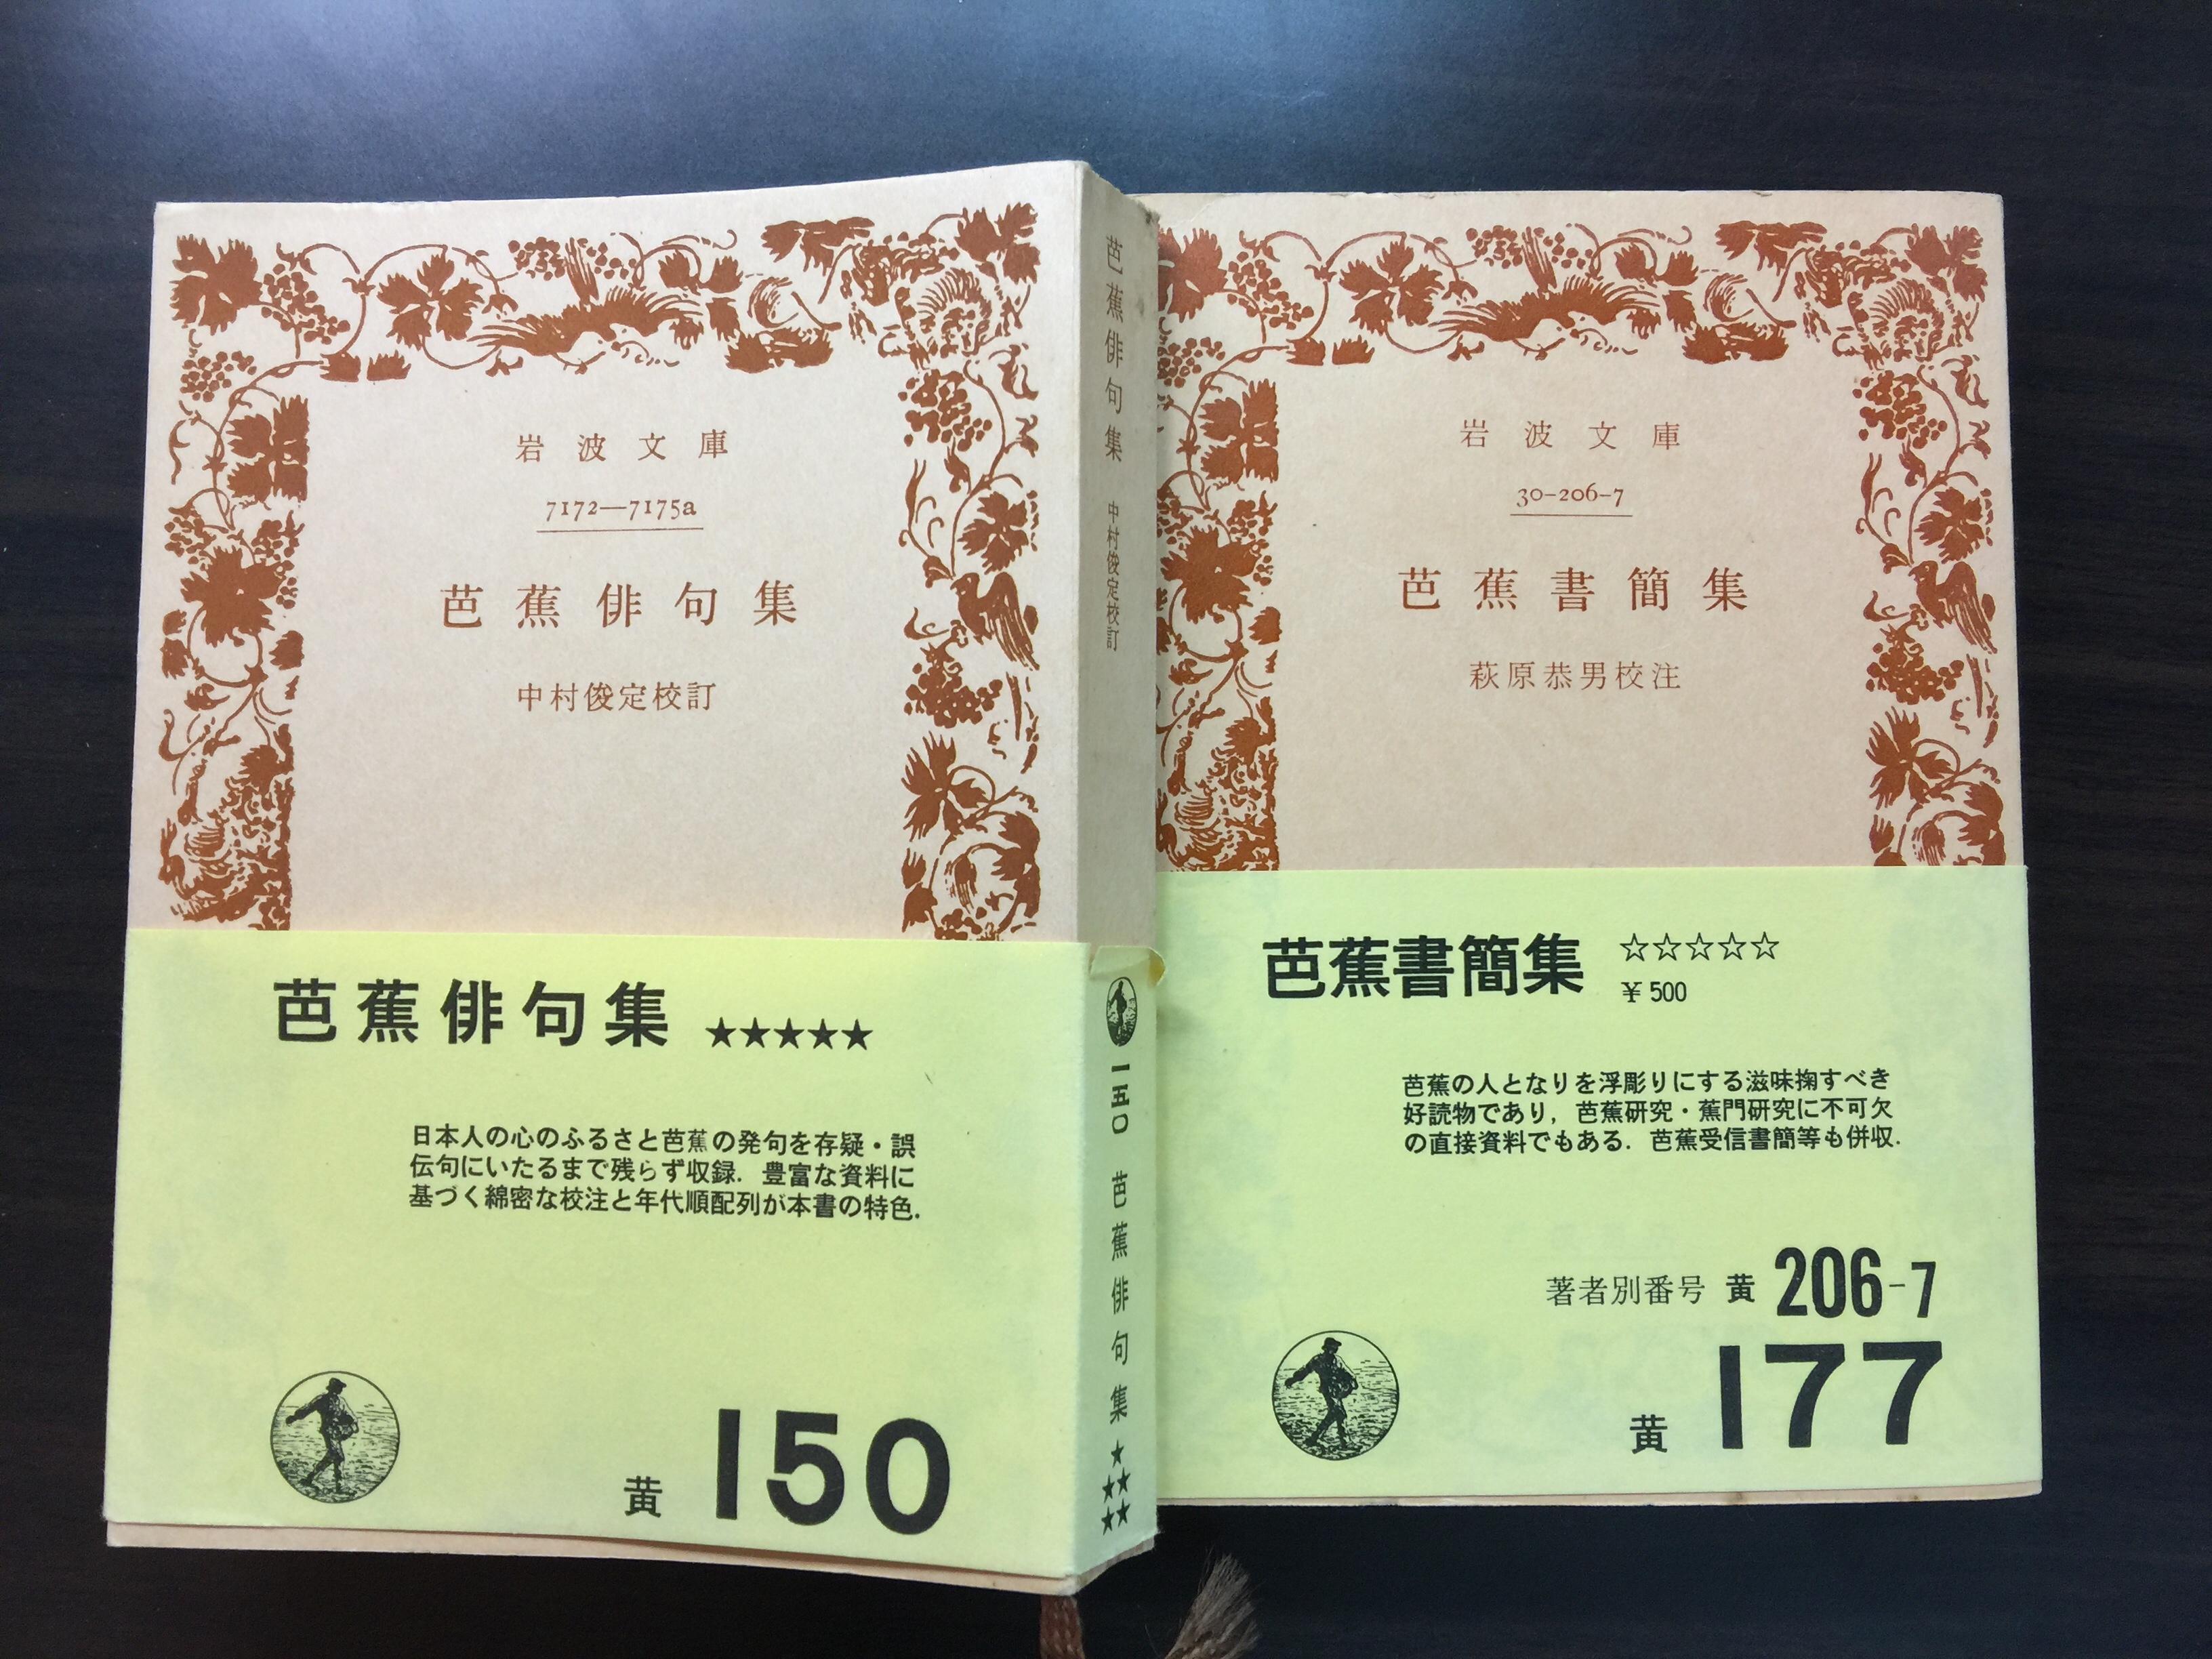 岩波文庫
7172—7175a
芭蕉俳句集
中村俊定校訂
芭蕉俳句集 ★★★★★
日本人の心のふるさと芭蕉の発句を存疑・誤
伝句にいたるまで残らず収録．豊富な資料に
基づく綿密な校注と年代順配列が本書の特色．
黄 150
芭蕉俳句集 中村俊定校訂
一五〇 芭蕉俳句集 ★★★★★
岩波文庫
30-206-7
芭蕉書簡集
萩原恭男校注
芭蕉書簡集 ☆☆☆☆☆
￥500
芭蕉の人となりを浮彫りにする滋味掬すべき
好読物であり，芭蕉研究・蕉門研究に不可欠
の直接資料でもある．芭蕉受信書簡等も併収．
著者別番号 黄 206-7
黄 177